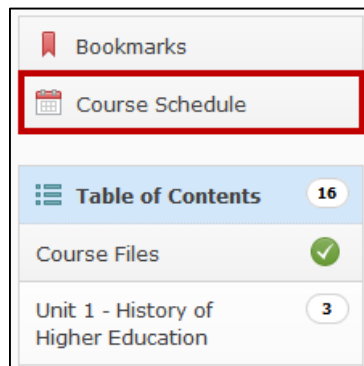 Bookmarks
Course Schedule
Table of Contents 16
Course Files
Unit 1 - History of 3
Higher Education